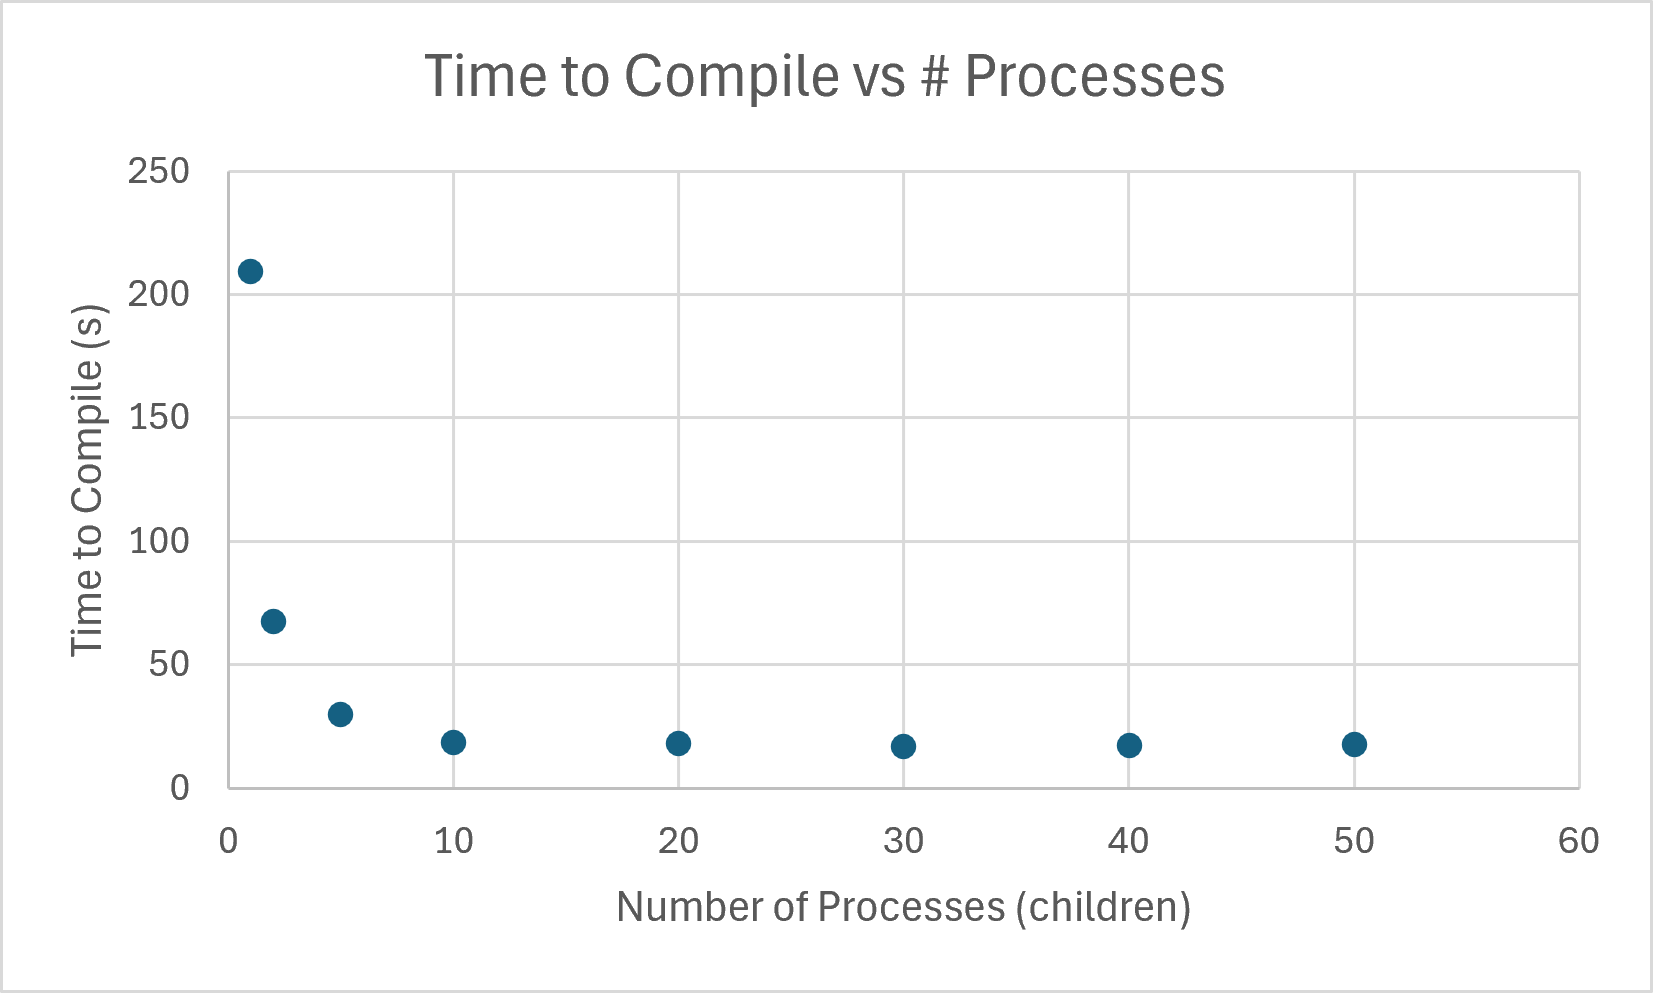 Time to Compile vs # Processes
250
200
150
100
50
0
Time to Compile (s)
0 10 20 30 40 50 60
Number of Processes (children)